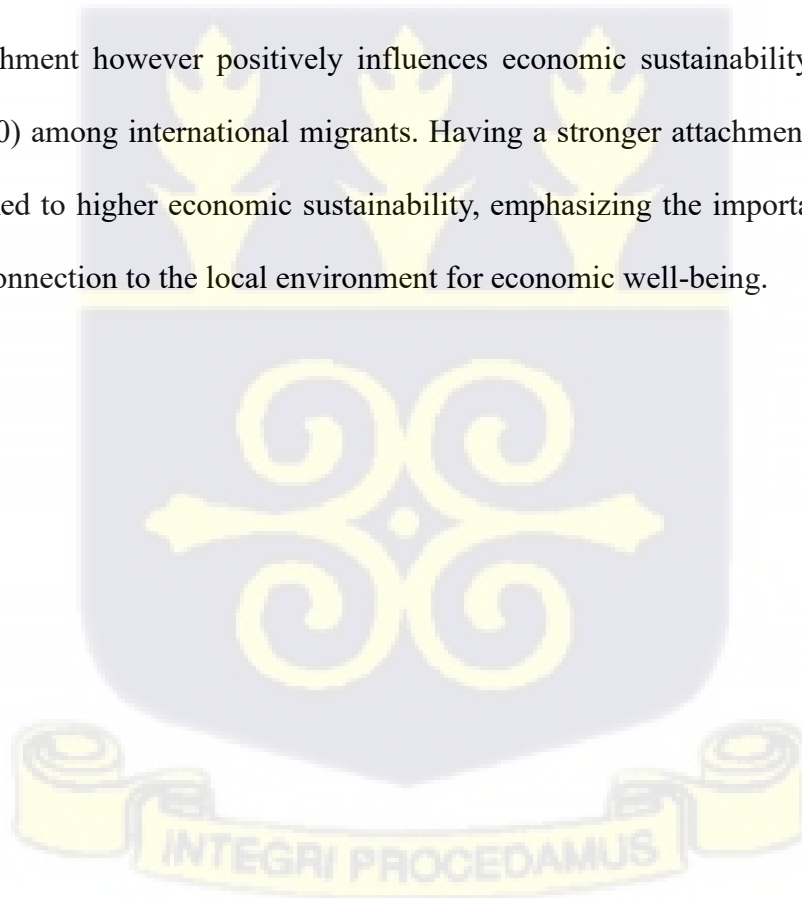 hment however positively influences economic sustainability
0) among international migrants. Having a stronger attachmen
ed to higher economic sustainability, emphasizing the importa
onnection to the local environment for economic well-being.
INTEGRI PROCEDAMUS